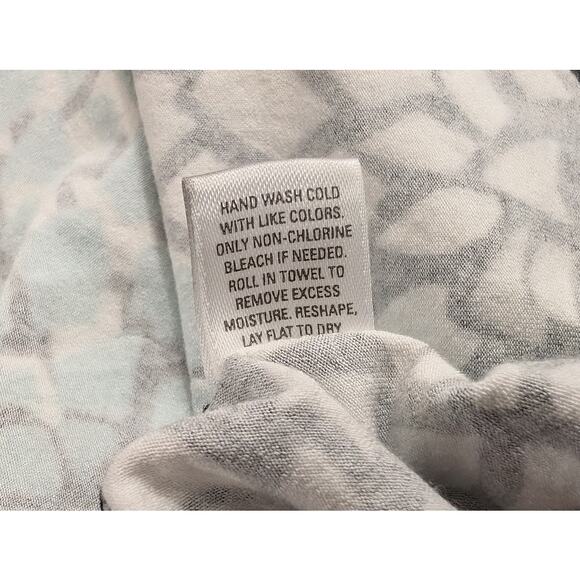 HAND WASH COLD
WITH LIKE COLORS.
ONLY NON-CHLORINE
BLEACH IF NEEDED.
ROLL IN TOWEL TO
REMOVE EXCESS
MOISTURE. RESHAPE,
LAY FLAT TO DRY